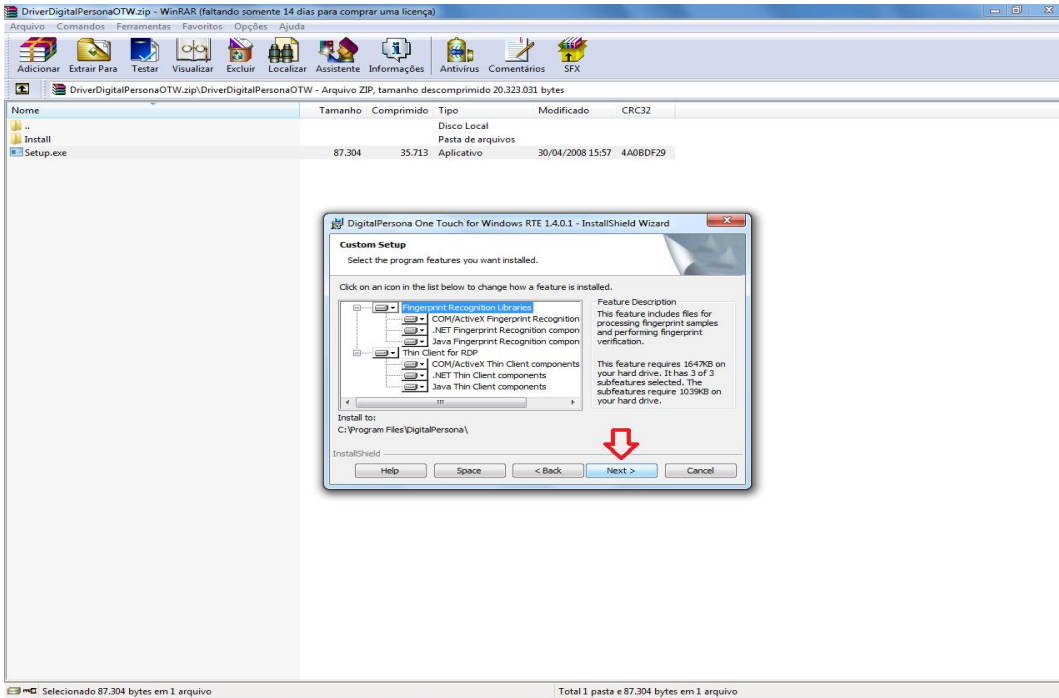 DriverDigitalPersonaOTW.zip - WinRAR (faltando somente 14 dias para comprar uma licença)
Arquivo Comandos Ferramentas Favoritos Opções Ajuda
Adicionar Extrair Para Testar Visualizar Excluir Localizar Assistente Informações Antivírus Comentários SFX
DriverDigitalPersonaOTW.zip\DriverDigitalPersonaOTW - Arquivo ZIP, tamanho descomprimido 20.323.031 bytes
Nome Tamanho Comprimido Tipo Modificado CRC32
.. Disco Local
Install Pasta de arquivos
Setup.exe 87.304 35.713 Aplicativo 30/04/2008 15:57 4A0BDF29
DigitalPersona One Touch for Windows RTE 1.4.0.1 - InstallShield Wizard
Custom Setup
Select the program features you want installed.
Click on an icon in the list below to change how a feature is installed.
Fingerprint Recognition Libraries
COM/ActiveX Fingerprint Recognition
.NET Fingerprint Recognition compon
Java Fingerprint Recognition compon
Thin Client for RDP
COM/ActiveX Thin Client components
.NET Thin Client components
Java Thin Client components
Feature Description
This feature includes files for
processing fingerprint samples
and performing fingerprint
verification.
This feature requires 1647KB on
your hard drive. It has 3 of 3
subfeatures selected. The
subfeatures require 1039KB on
your hard drive.
Install to:
C:\Program Files\DigitalPersona\
InstallShield
Help Space < Back Next > Cancel
Selecionado 87.304 bytes em 1 arquivo Total 1 pasta e 87.304 bytes em 1 arquivo